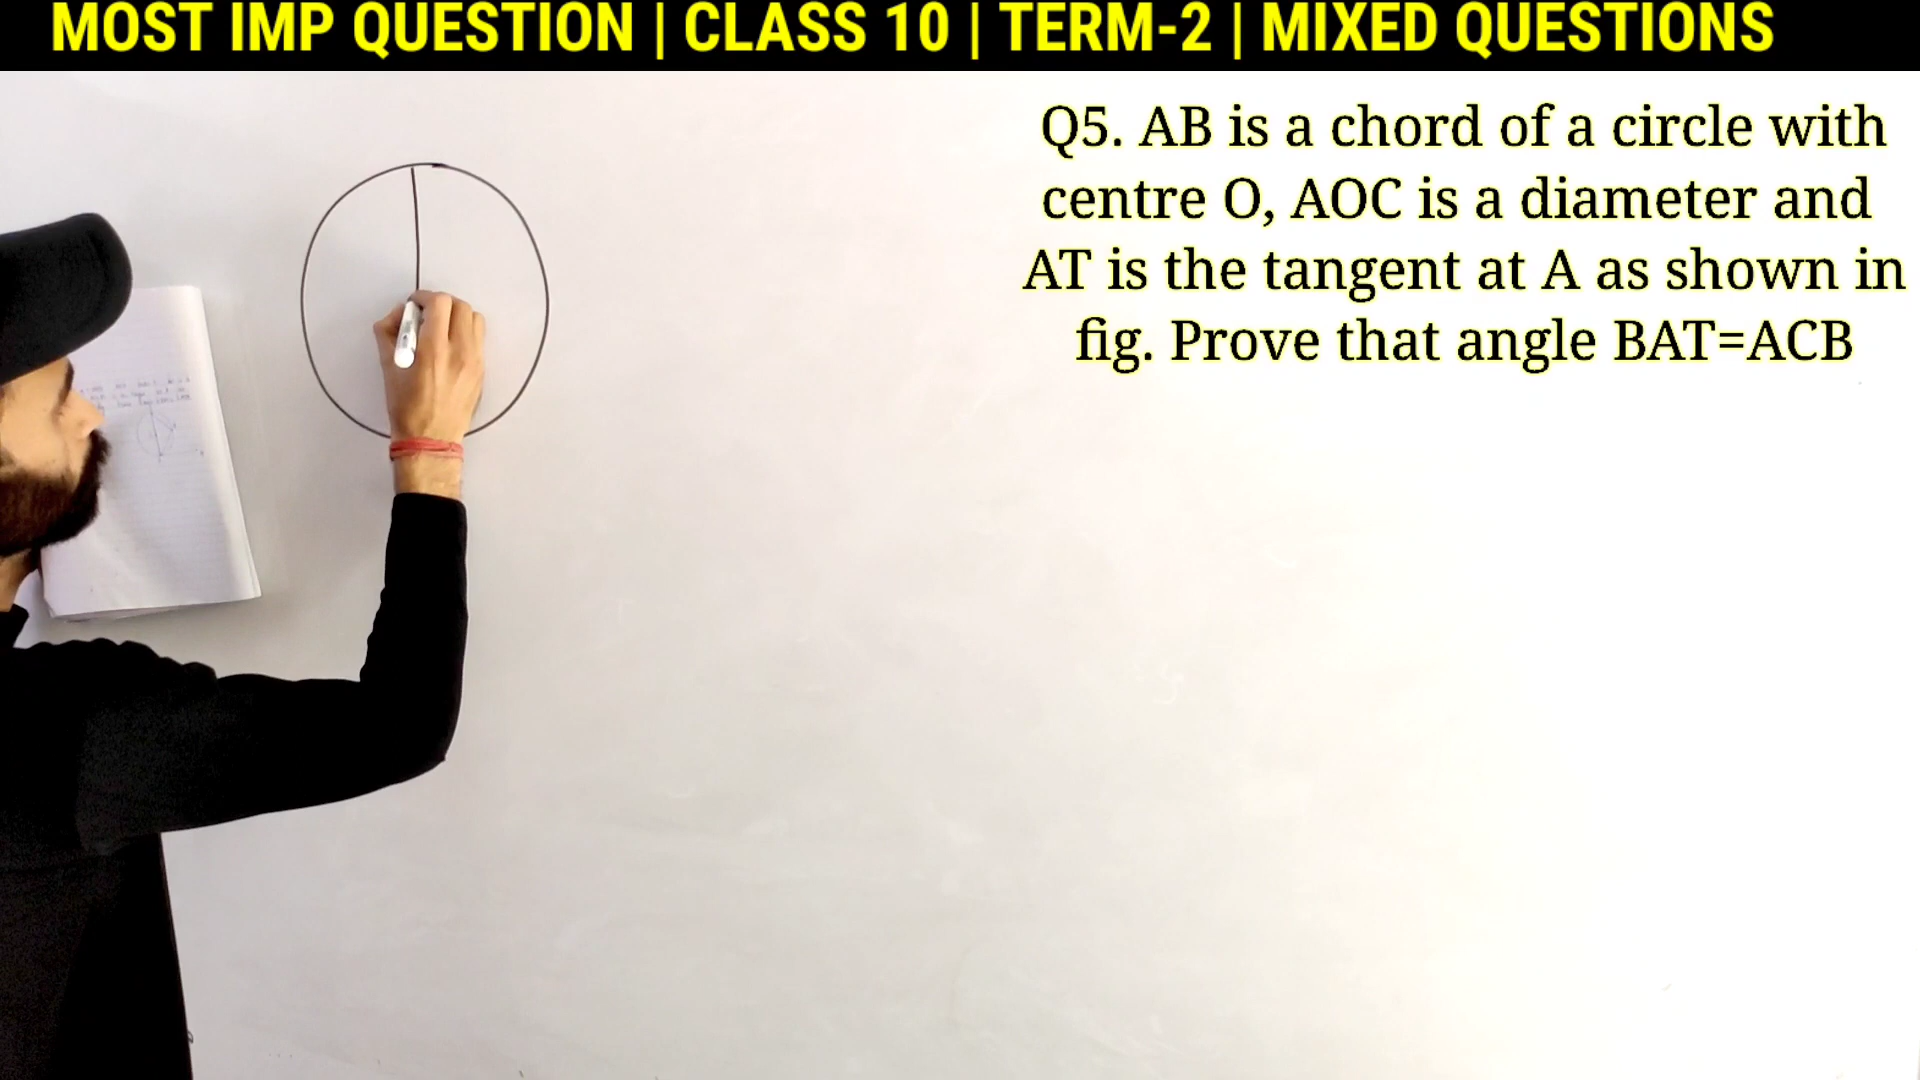 MOST IMP QUESTION | CLASS 10 | TERM-2 | MIXED QUESTIONS
Q5. AB is a chord of a circle with
centre O, AOC is a diameter and
AT is the tangent at A as shown in
fig. Prove that angle BAT=ACB